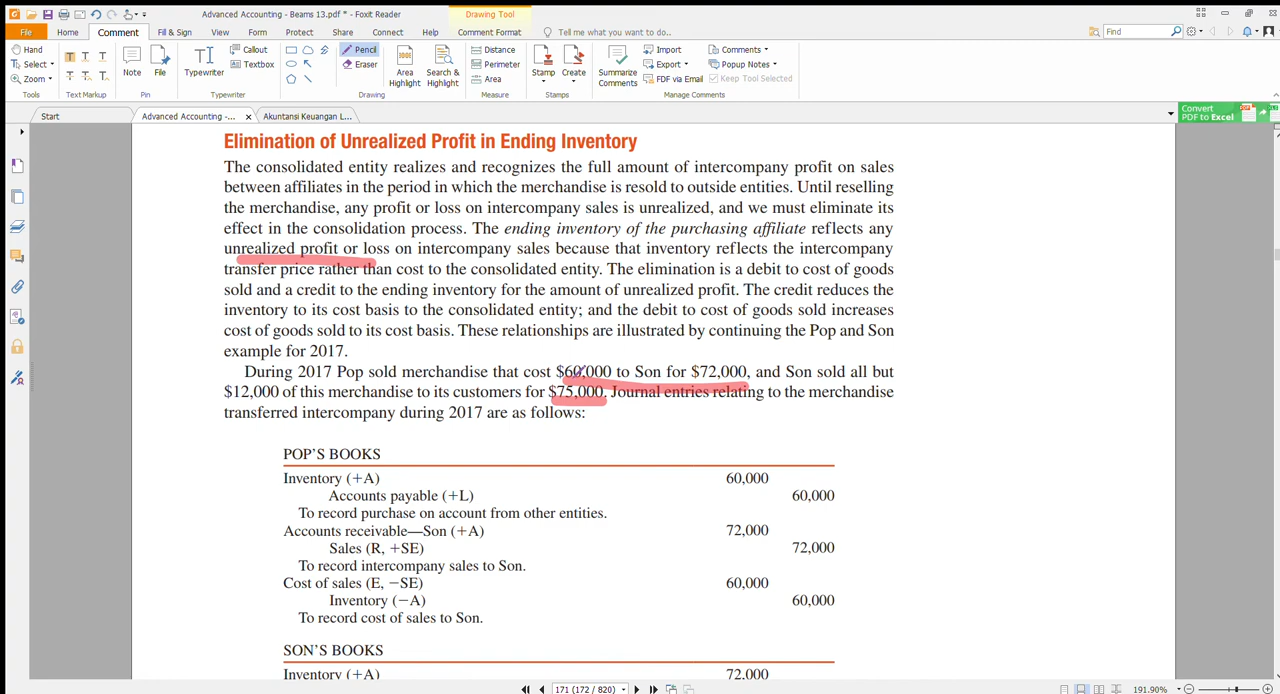 Advanced Accounting - Beams 13.pdf * - Foxit Reader
Drawing Tool
File Home Comment Fill & Sign View Form Protect Share Connect Help Comment Format Tell me what you want to do.. Find
Hand
Select
Zoom
Tools
T T T
T T T
Text Markup
Note
File
Pin
Typewriter
Callout
Textbox
Typewriter
Pencil
Eraser
Drawing
Area
Highlight
Search &
Highlight
Distance
Perimeter
Area
Measure
Stamp
Create
Stamps
Summarize
Comments
Import
Export
FDF via Email
Comments
Popup Notes
Keep Tool Selected
Manage Comments
Start
Advanced Accounting -...
Akuntansi Keuangan L...
Convert
PDF to Excel
Elimination of Unrealized Profit in Ending Inventory
The consolidated entity realizes and recognizes the full amount of intercompany profit on sales
between affiliates in the period in which the merchandise is resold to outside entities. Until reselling
the merchandise, any profit or loss on intercompany sales is unrealized, and we must eliminate its
effect in the consolidation process. The ending inventory of the purchasing affiliate reflects any
unrealized profit or loss on intercompany sales because that inventory reflects the intercompany
transfer price rather than cost to the consolidated entity. The elimination is a debit to cost of goods
sold and a credit to the ending inventory for the amount of unrealized profit. The credit reduces the
inventory to its cost basis to the consolidated entity; and the debit to cost of goods sold increases
cost of goods sold to its cost basis. These relationships are illustrated by continuing the Pop and Son
example for 2017.
During 2017 Pop sold merchandise that cost $60,000 to Son for $72,000, and Son sold all but
$12,000 of this merchandise to its customers for $75,000. Journal entries relating to the merchandise
transferred intercompany during 2017 are as follows:
POP'S BOOKS
Inventory (+A) 60,000
Accounts payable (+L) 60,000
To record purchase on account from other entities.
Accounts receivable—Son (+A) 72,000
Sales (R, +SE) 72,000
To record intercompany sales to Son.
Cost of sales (E, −SE) 60,000
Inventory (−A) 60,000
To record cost of sales to Son.
SON'S BOOKS
Inventory (+A) 72,000
171 (172 / 820) 191.90%